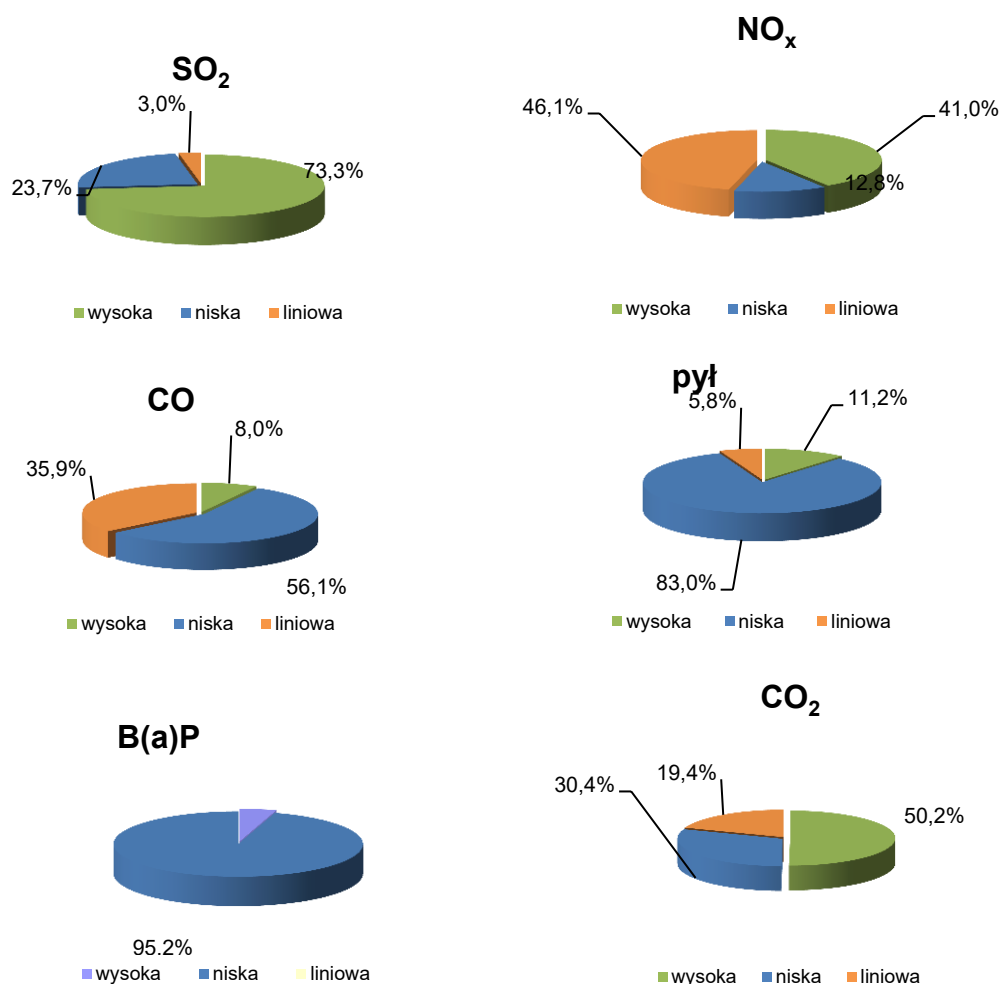 SO2
3,0%
23,7%
73,3%
wysoka niska liniowa
NOx
46,1%
41,0%
12,8%
wysoka niska liniowa
CO
8,0%
35,9%
56,1%
wysoka niska liniowa
pył
5,8%
11,2%
83,0%
wysoka niska liniowa
B(a)P
95.2%
wysoka niska liniowa
CO2
19,4%
30,4%
50,2%
wysoka niska liniowa